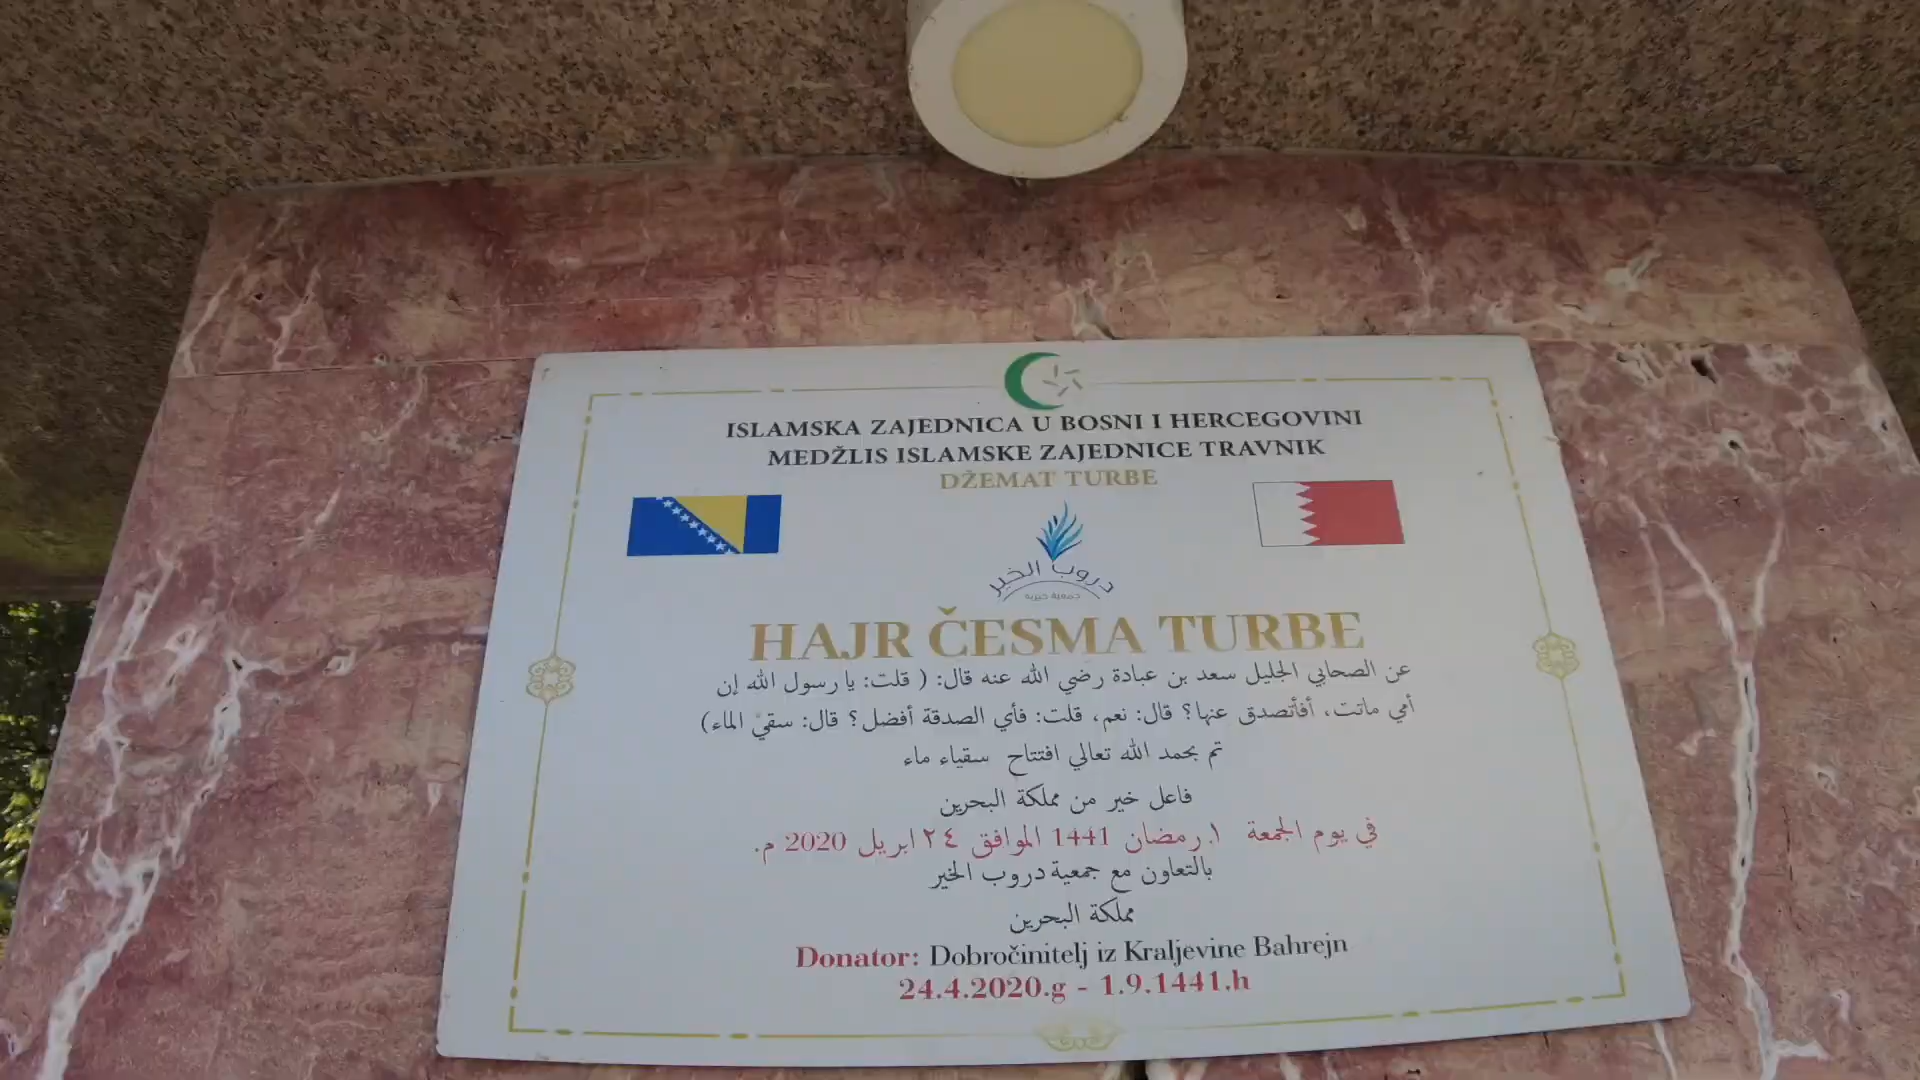 ISLAMSKA ZAJEDNICA U BOSNI I HERCEGOVINI
MEDŽLIS ISLAMSKE ZAJEDNICE TRAVNIK
DŽEMAT TURBE
دروب الخير
جمعية خيرية
HAJR ČESMA TURBE
عن الصحابي الجليل سعد بن عبادة رضي الله عنه قال: ( قلت: يا رسول الله إن
أمي ماتت، أفأتصدق عنها؟ قال: نعم، قلت: فأي الصدقة أفضل؟ قال: سقي الماء)
تم بحمد الله تعالي افتتاح سقياء ماء
فاعل خير من مملكة البحرين
في يوم الجمعة ١. رمضان 1441 الموافق ٢٤ ابريل 2020 م.
بالتعاون مع جمعية دروب الخير
مملكة البحرين
Donator: Dobročinitelj iz Kraljevine Bahrejn
24.4.2020.g - 1.9.1441.h